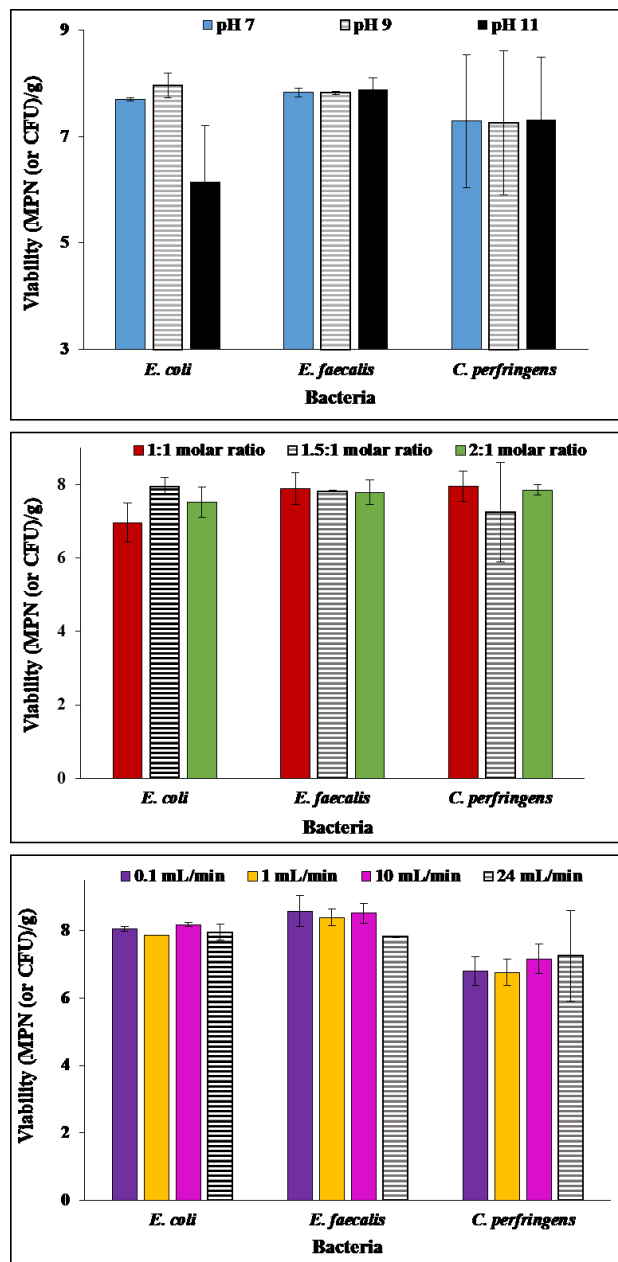 pH 7 pH 9 pH 11
9
7
5
3
Viability (MPN (or CFU)/g)
E. coli E. faecalis C. perfringens
Bacteria
1:1 molar ratio 1.5:1 molar ratio 2:1 molar ratio
8
6
4
2
0
Viability (MPN (or CFU)/g)
E. coli E. faecalis C. perfringens
Bacteria
0.1 mL/min 1 mL/min 10 mL/min 24 mL/min
8
6
4
2
0
Viability (MPN (or CFU)/g)
E. coli E. faecalis C. perfringens
Bacteria